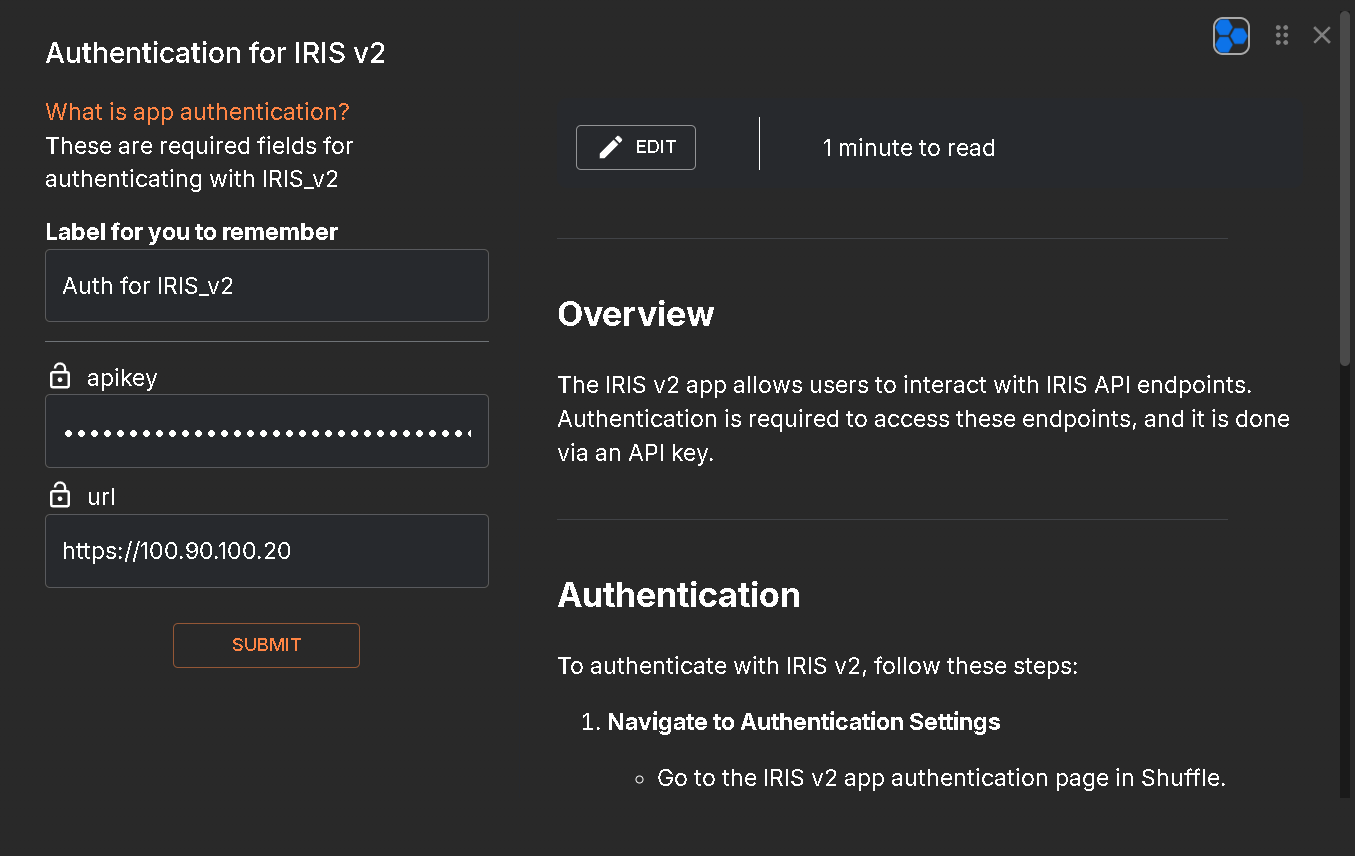 Authentication for IRIS v2
What is app authentication?
These are required fields for
authenticating with IRIS_v2
Label for you to remember
Auth for IRIS_v2
apikey
url
https://100.90.100.20
SUBMIT
EDIT
1 minute to read
Overview
The IRIS v2 app allows users to interact with IRIS API endpoints.
Authentication is required to access these endpoints, and it is done
via an API key.
Authentication
To authenticate with IRIS v2, follow these steps:
1. Navigate to Authentication Settings
Go to the IRIS v2 app authentication page in Shuffle.